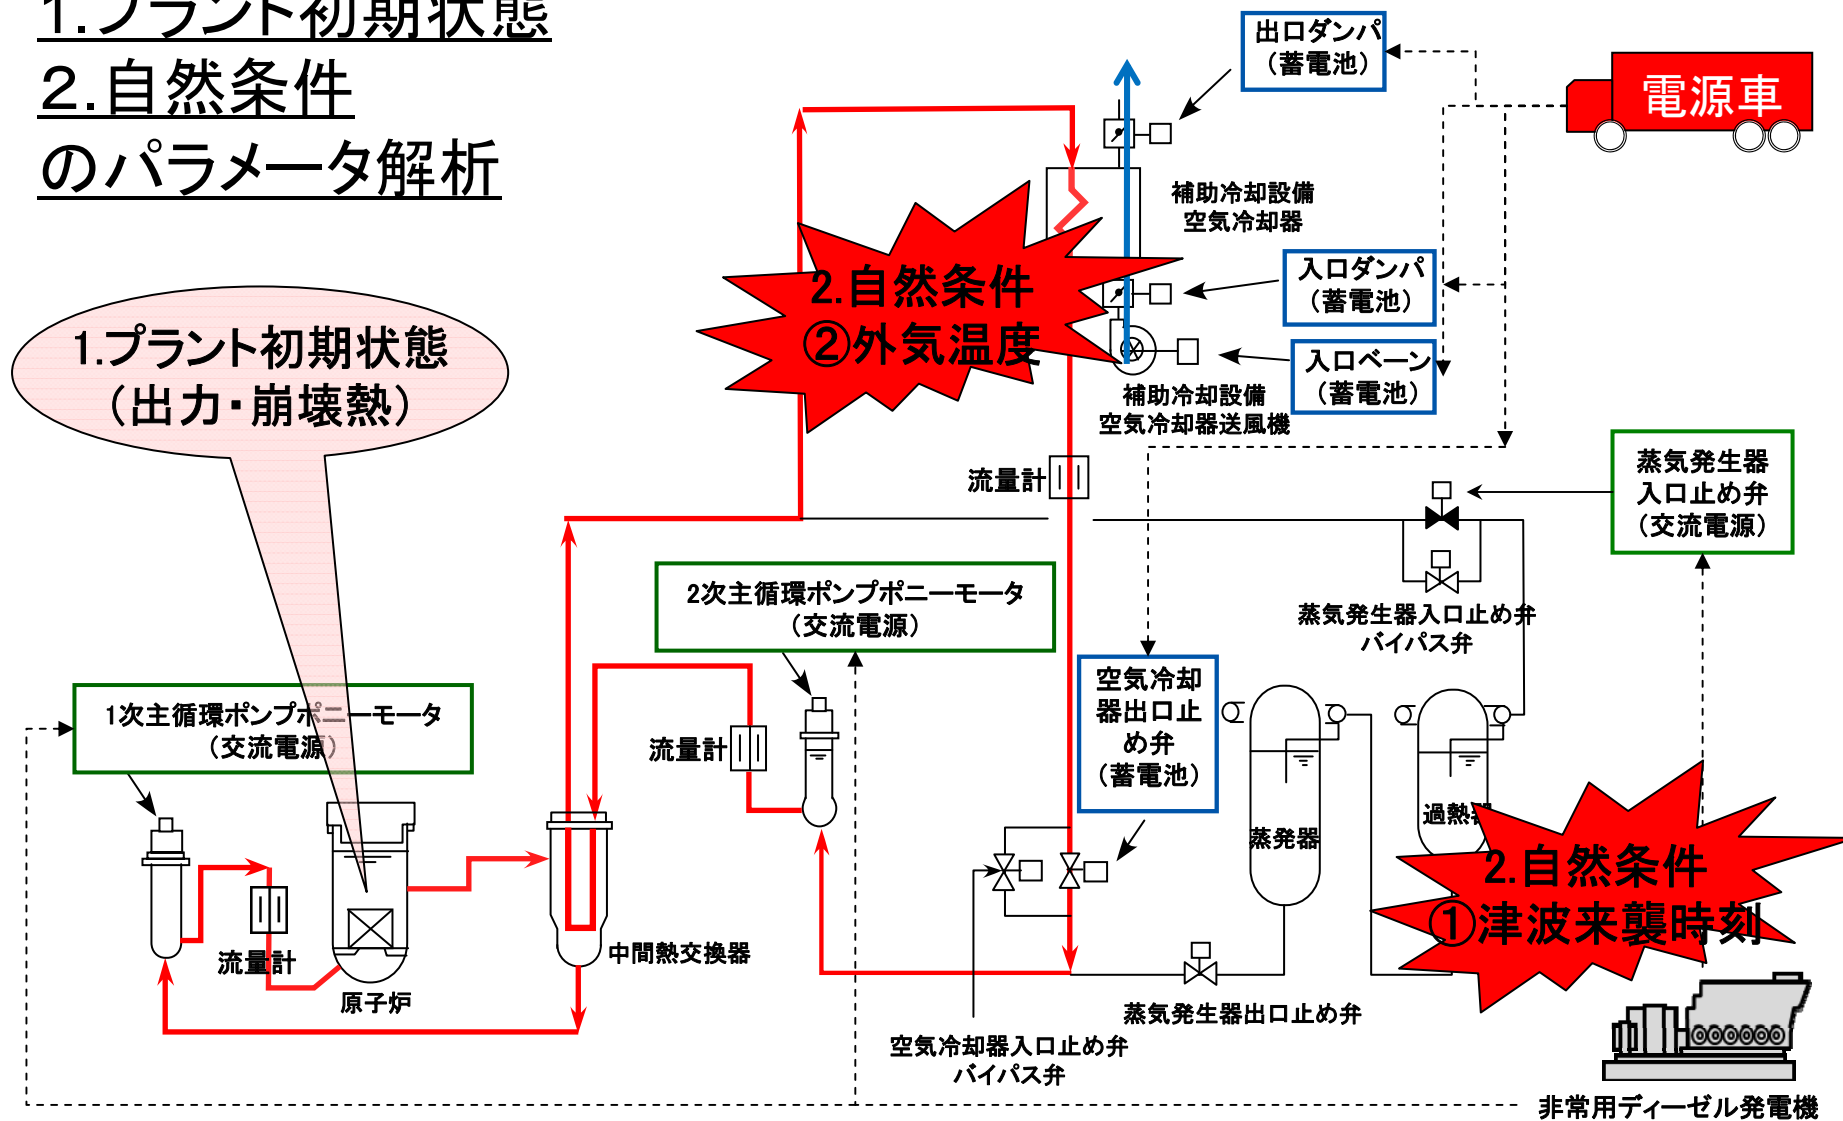 1.プラント初期状態
2.自然条件
のパラメータ解析
出口ダンパ
（蓄電池）
電源車
補助冷却設備
空気冷却器
入口ダンパ
（蓄電池）
2.自然条件
②外気温度
入口ベーン
（蓄電池）
補助冷却設備
空気冷却器送風機
1.プラント初期状態
（出力・崩壊熱）
流量計
蒸気発生器
入口止め弁
（交流電源）
2次主循環ポンプポニーモータ
（交流電源）
蒸気発生器入口止め弁
バイパス弁
1次主循環ポンプポニーモータ
（交流電源）
流量計
空気冷却
器出口止
め弁
（蓄電池）
蒸発器
過熱器
2.自然条件
①津波来襲時刻
流量計
中間熱交換器
原子炉
蒸気発生器出口止め弁
空気冷却器入口止め弁
バイパス弁
非常用ディーゼル発電機